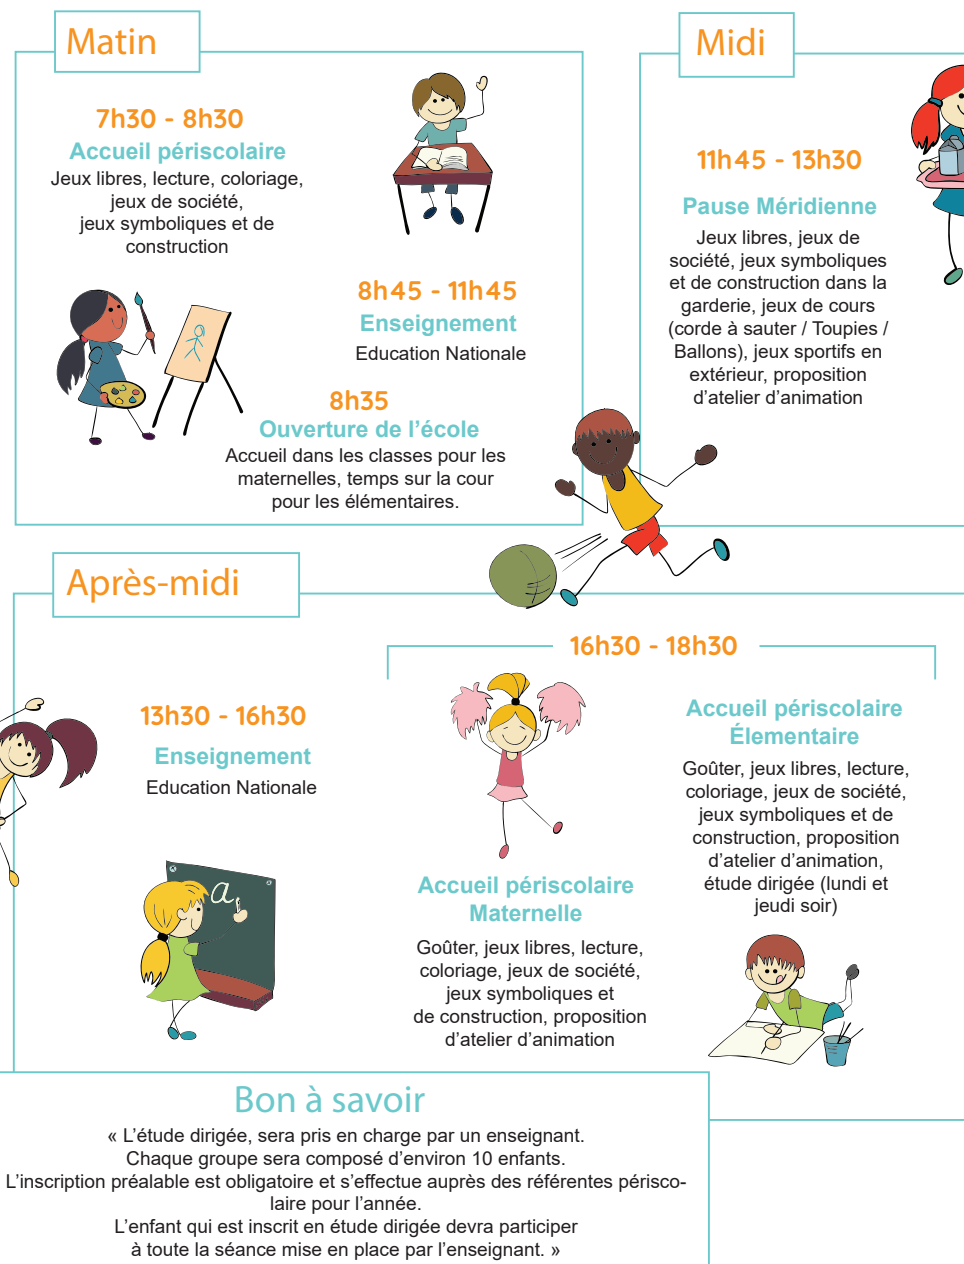 Matin
7h30 - 8h30
Accueil périscolaire
Jeux libres, lecture, coloriage,
jeux de société,
jeux symboliques et de
construction
8h45 - 11h45
Enseignement
Education Nationale
8h35
Ouverture de l’école
Accueil dans les classes pour les
maternelles, temps sur la cour
pour les élémentaires.
Midi
11h45 - 13h30
Pause Méridienne
Jeux libres, jeux de
société, jeux symboliques
et de construction dans la
garderie, jeux de cours
(corde à sauter / Toupies /
Ballons), jeux sportifs en
extérieur, proposition
d’atelier d’animation
Après-midi
13h30 - 16h30
Enseignement
Education Nationale
a
16h30 - 18h30
Accueil périscolaire
Maternelle
Goûter, jeux libres, lecture,
coloriage, jeux de société,
jeux symboliques et
de construction, proposition
d’atelier d’animation
Accueil périscolaire
Élementaire
Goûter, jeux libres, lecture,
coloriage, jeux de société,
jeux symboliques et de
construction, proposition
d’atelier d’animation,
étude dirigée (lundi et
jeudi soir)
Bon à savoir
« L’étude dirigée, sera pris en charge par un enseignant.
Chaque groupe sera composé d’environ 10 enfants.
L’inscription préalable est obligatoire et s’effectue auprès des référentes périsco-
laire pour l’année.
L’enfant qui est inscrit en étude dirigée devra participer
à toute la séance mise en place par l’enseignant. »